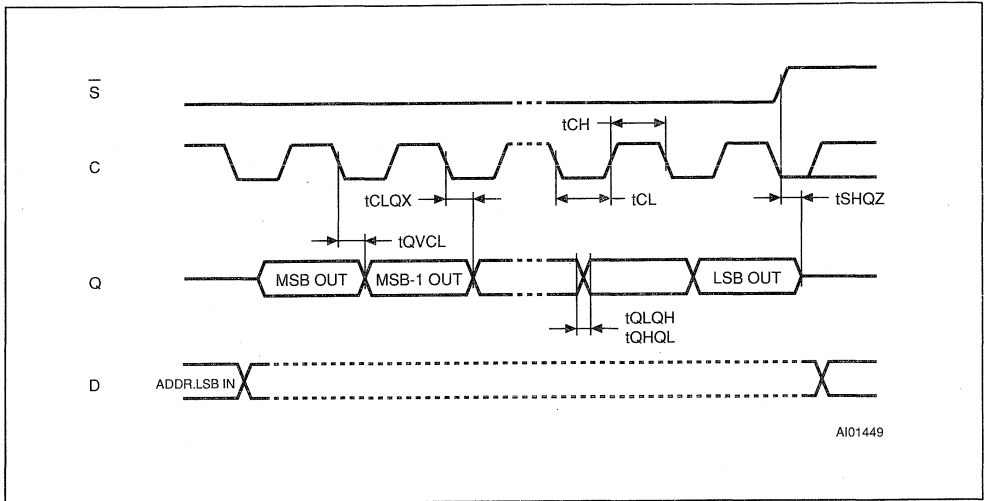 S
tCH
C
tCLQX
tCL
tSHQZ
tQVCL
Q
MSB OUT
MSB-1 OUT
LSB OUT
tQLQH
tQHQL
D
ADDR.LSB IN
AI01449